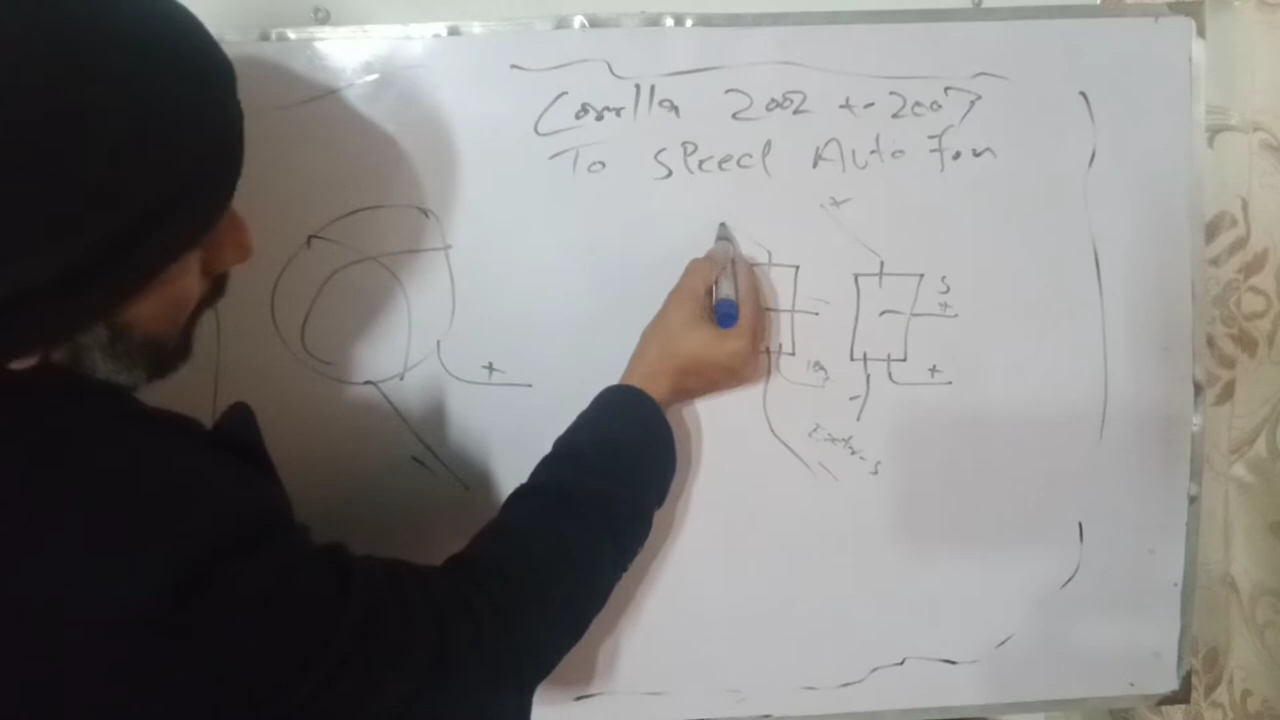 Corolla 2002 to 2007
To Speed Auto Fan
+
S
+
+
+
-
-